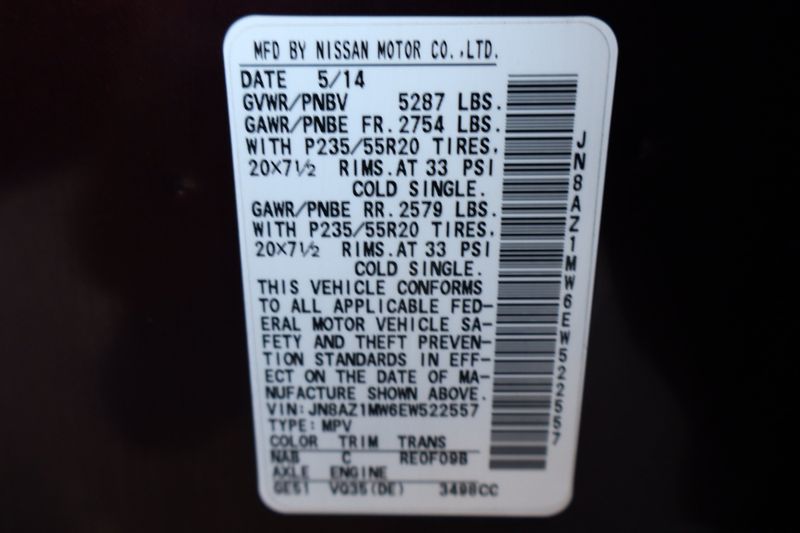 MFD BY NISSAN MOTOR CO.,LTD.
DATE 5/14
GVWR/PNBV 5287 LBS.
GAWR/PNBE FR. 2754 LBS.
WITH P235/55R20 TIRES,
20×7½ RIMS.AT 33 PSI
COLD SINGLE.
GAWR/PNBE RR. 2579 LBS.
WITH P235/55R20 TIRES,
20×7½ RIMS.AT 33 PSI
COLD SINGLE.
THIS VEHICLE CONFORMS
TO ALL APPLICABLE FED-
ERAL MOTOR VEHICLE SA-
FETY AND THEFT PREVEN-
TION STANDARDS IN EFF-
ECT ON THE DATE OF MA-
NUFACTURE SHOWN ABOVE.
VIN:JN8AZ1MW6EW522557
TYPE:MPV
COLOR TRIM TRANS
NAB C RE0F09B
AXLE ENGINE
GE51 VQ35(DE) 3498CC
JN8AZ1MW6EW522557